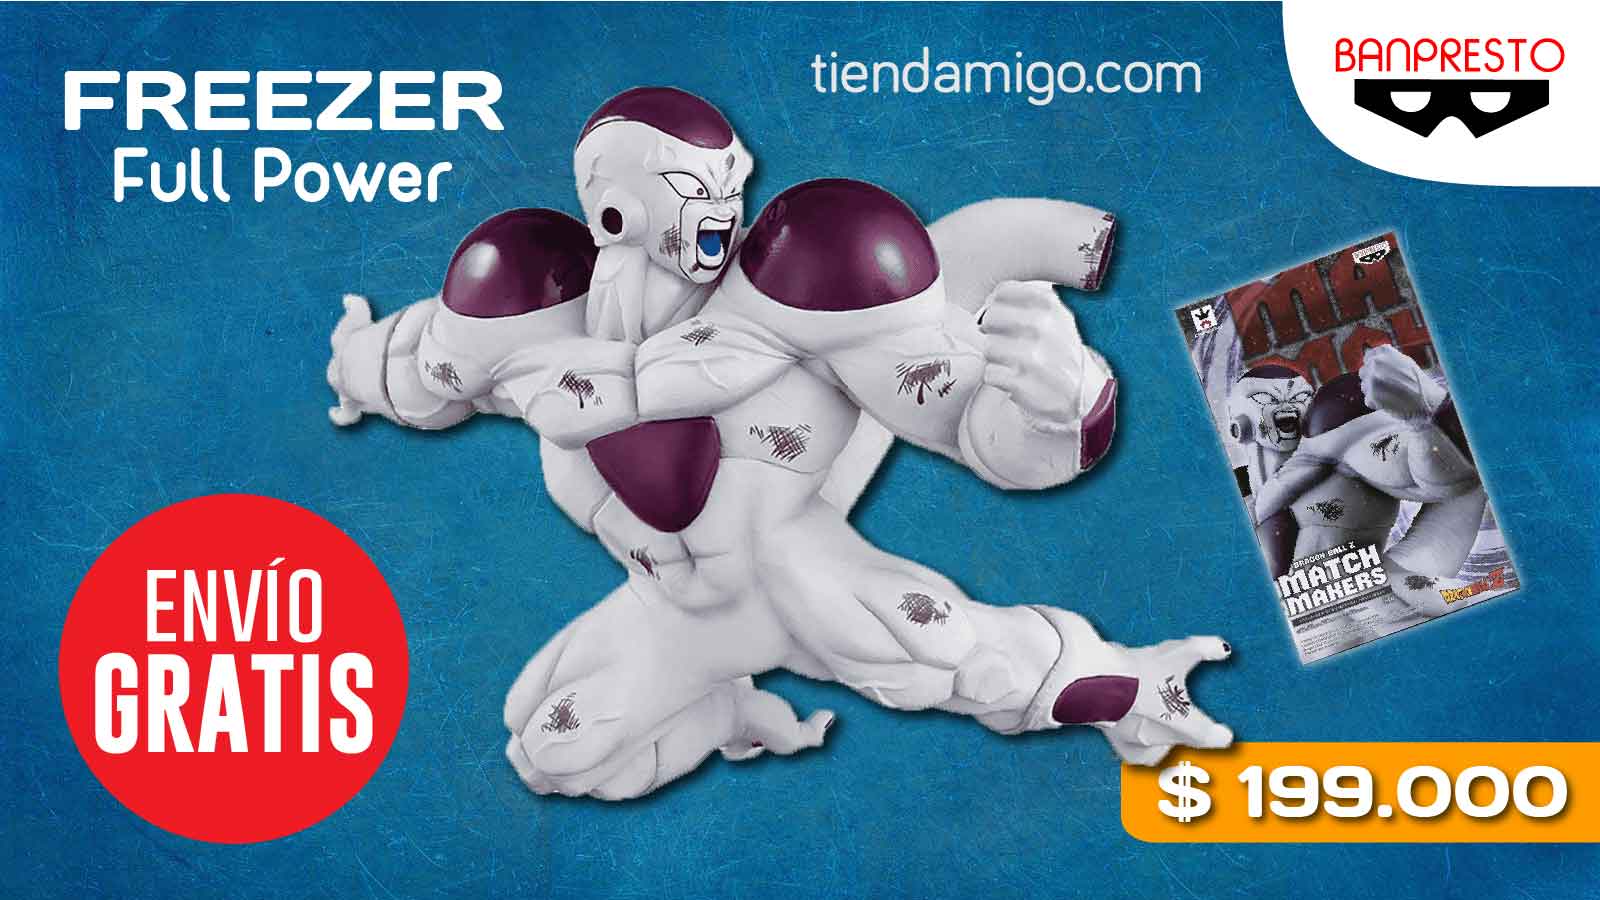 FREEZER
Full Power
tiendamigo.com
BANPRESTO
ENVÍO
GRATIS
DRAGON BALL Z
MATCH
MAKERS
$ 199.000